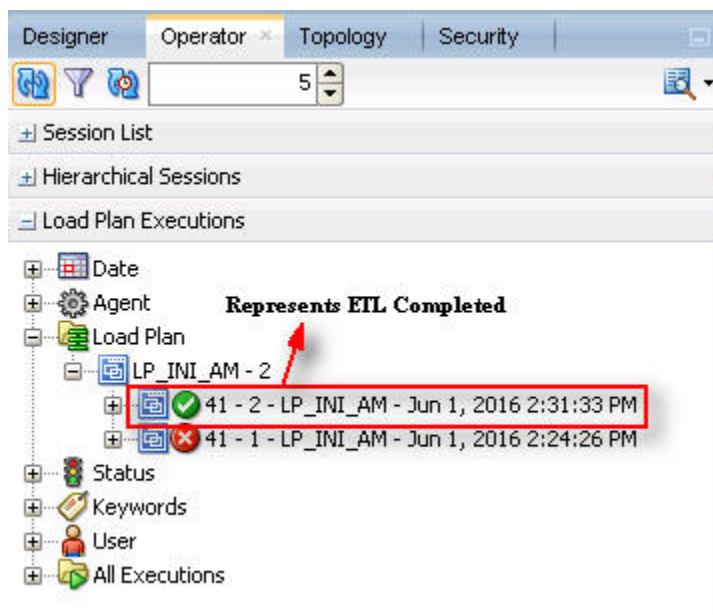 Designer Operator Topology Security
5
Session List
Hierarchical Sessions
Load Plan Executions
Date
Agent Represents ETL Completed
Load Plan
LP_INI_AM - 2
41 - 2 - LP_INI_AM - Jun 1, 2016 2:31:33 PM
41 - 1 - LP_INI_AM - Jun 1, 2016 2:24:26 PM
Status
Keywords
User
All Executions